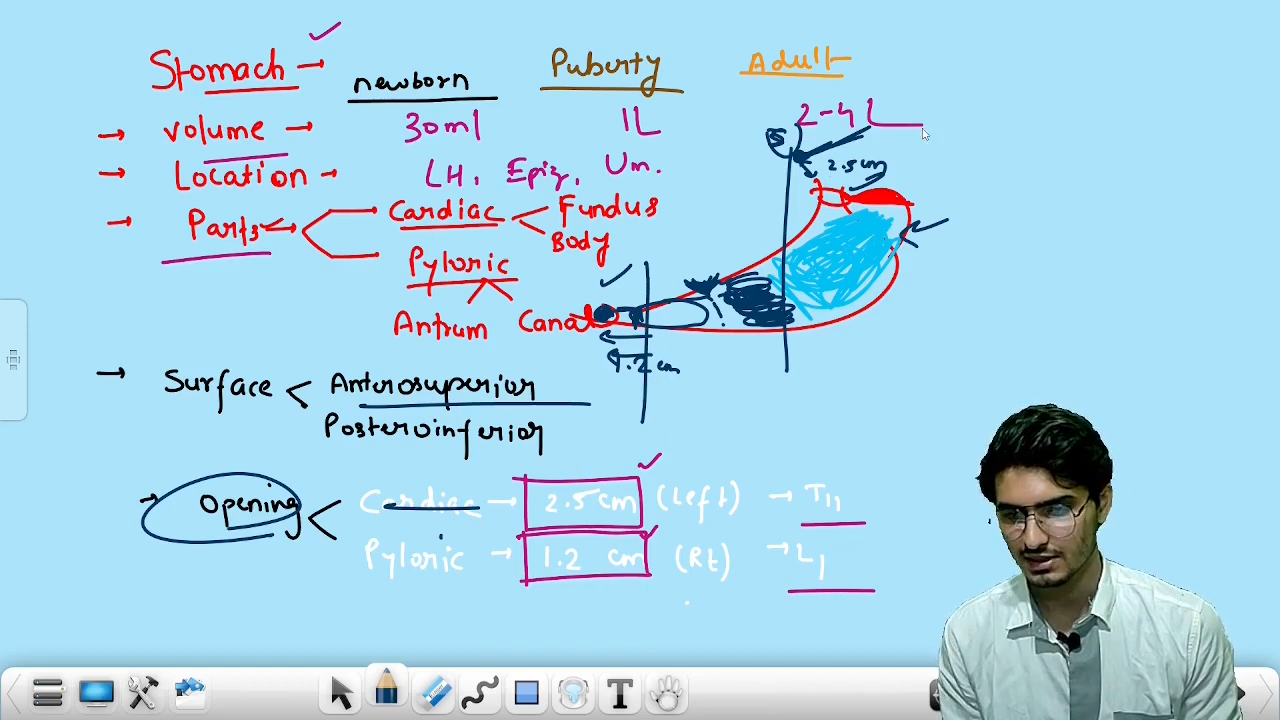 Stomach → newborn Puberty Adult
→ volume → 30ml 1L 2-4 L
→ Location → LH. Epig. Um. 2.5 cm
→ Parts Cardiac < Fundus
Body
Pyloric
Antrum Canal
1.2 cm
→ Surface < Anterosuperior
Posteroinferior
→ Opening < Cardiac → 2.5cm (Left) → T11
Pyloric → 1.2 cm (Rt) → L1